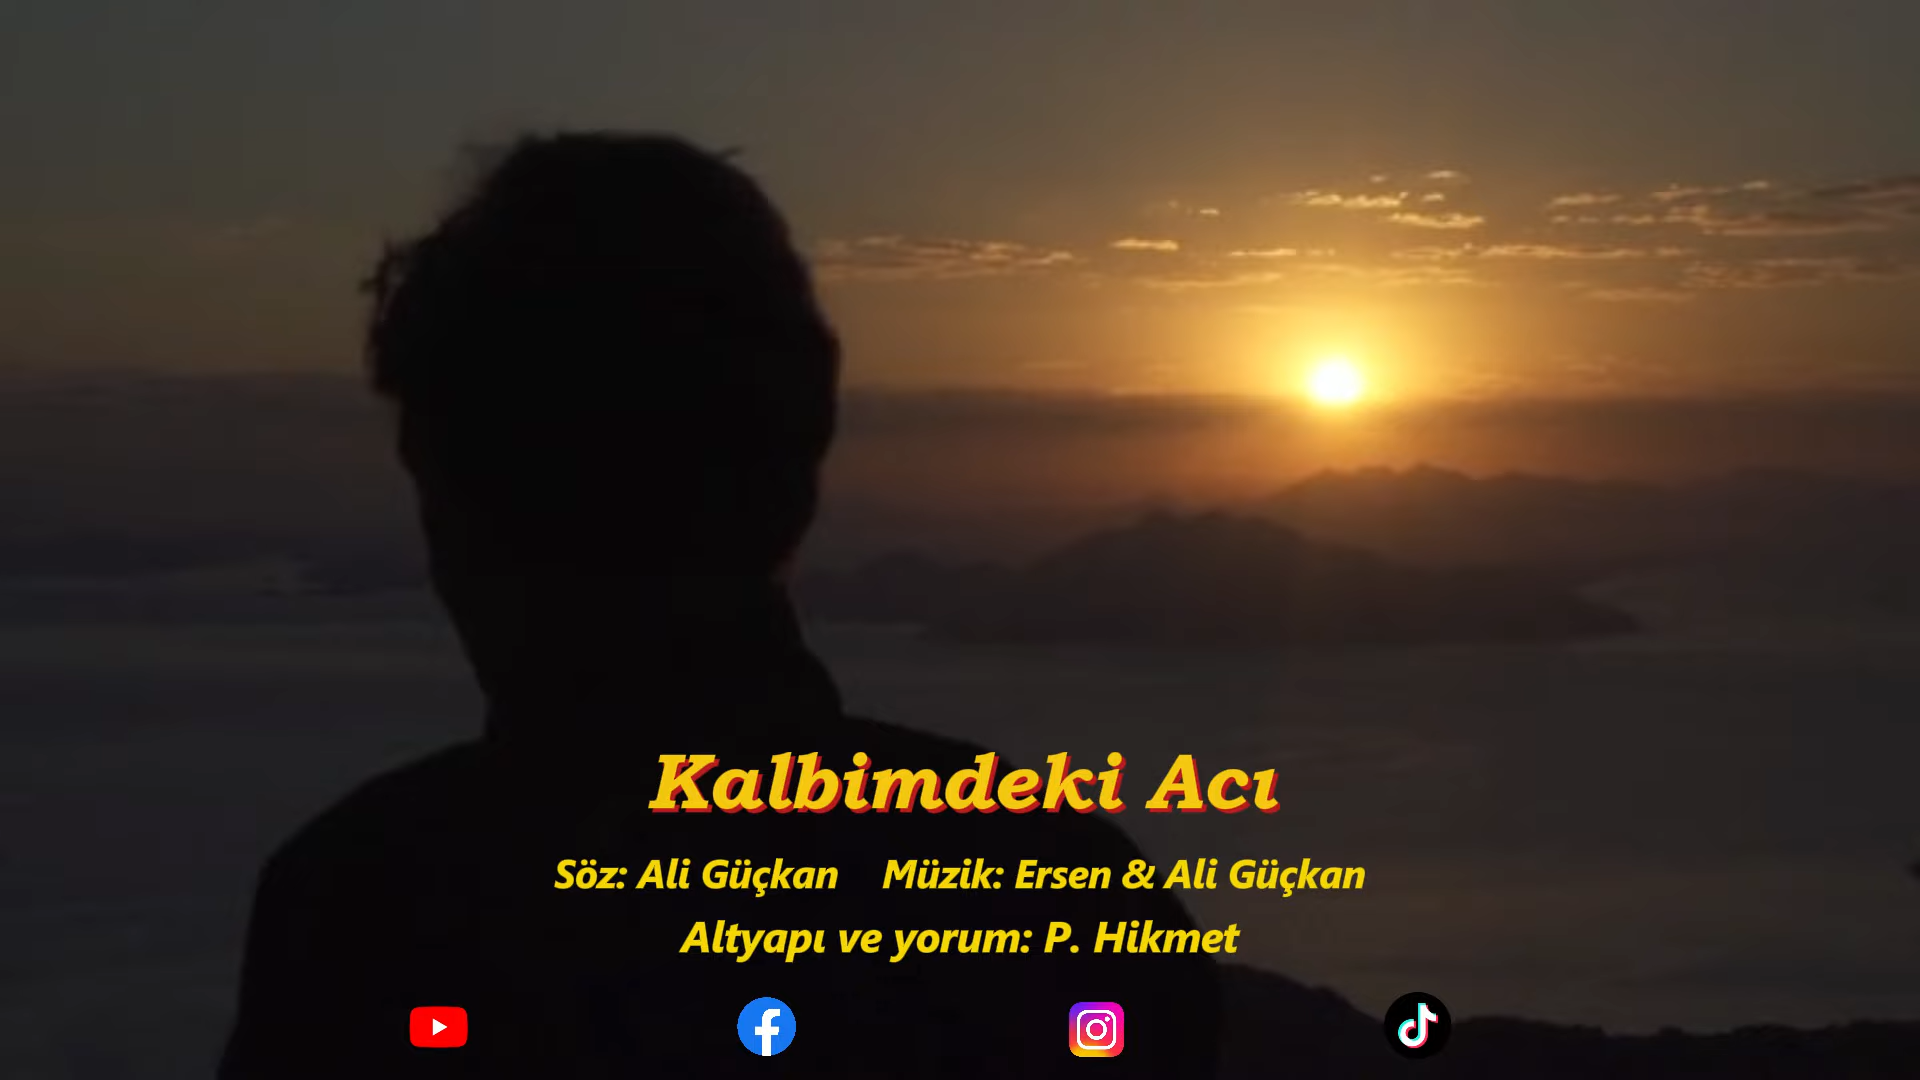 Kalbimdeki Acı
Söz: Ali Güçkan Müzik: Ersen & Ali Güçkan
Altyapı ve yorum: P. Hikmet